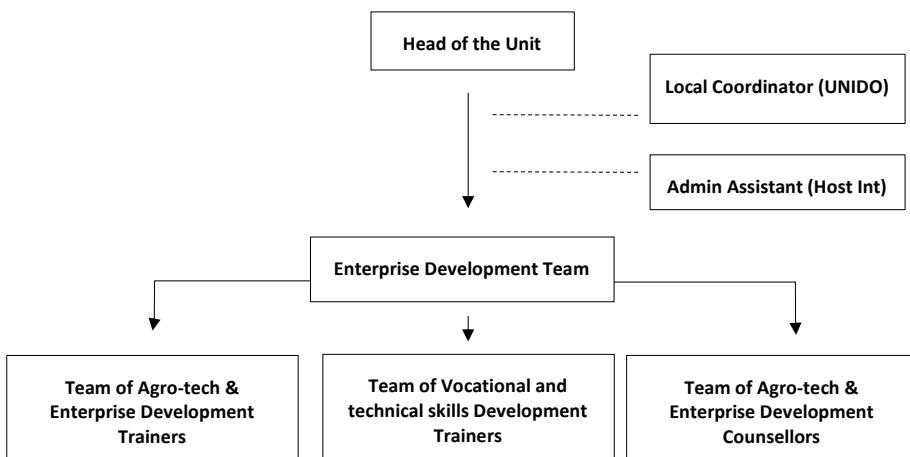 Head of the Unit
Local Coordinator (UNIDO)
Admin Assistant (Host Int)
Enterprise Development Team
Team of Agro-tech &
Enterprise Development
Trainers
Team of Vocational and
technical skills Development
Trainers
Team of Agro-tech &
Enterprise Development
Counsellors